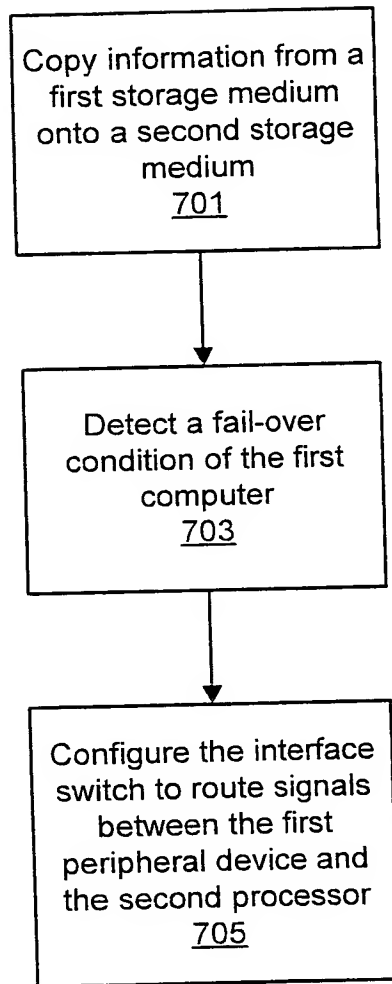 Copy information from a
first storage medium
onto a second storage
medium
701
Detect a fail-over
condition of the first
computer
703
Configure the interface
switch to route signals
between the first
peripheral device and
the second processor
705